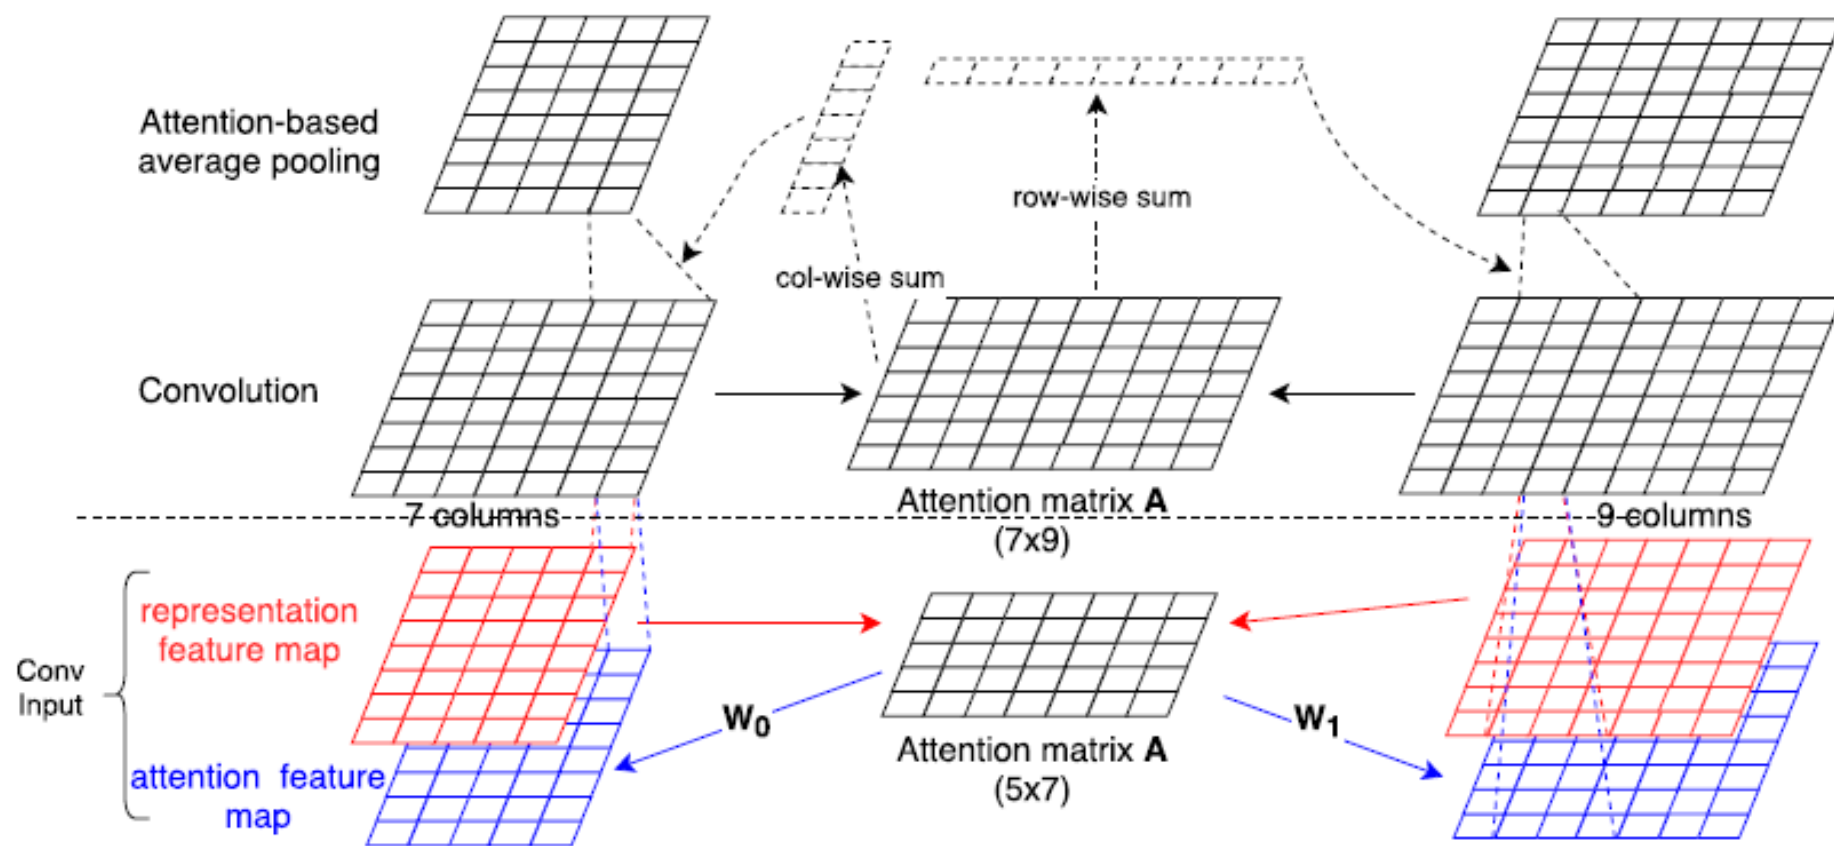 Attention-based
average pooling
row-wise sum
col-wise sum
Convolution
7 columns
Attention matrix A
(7x9)
9 columns
representation
feature map
Conv
Input
W0
W1
Attention matrix A
(5x7)
attention feature
map